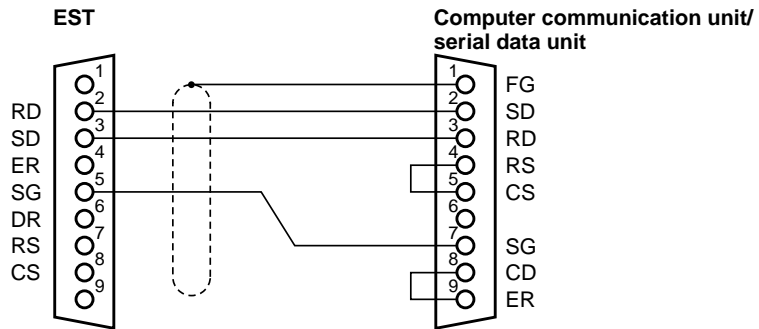 EST
Computer communication unit/
serial data unit
1
RD 2
SD 3
ER 4
SG 5
DR 6
RS 7
CS 8
9
1 FG
2 SD
3 RD
4 RS
5 CS
6
7 SG
8 CD
9 ER